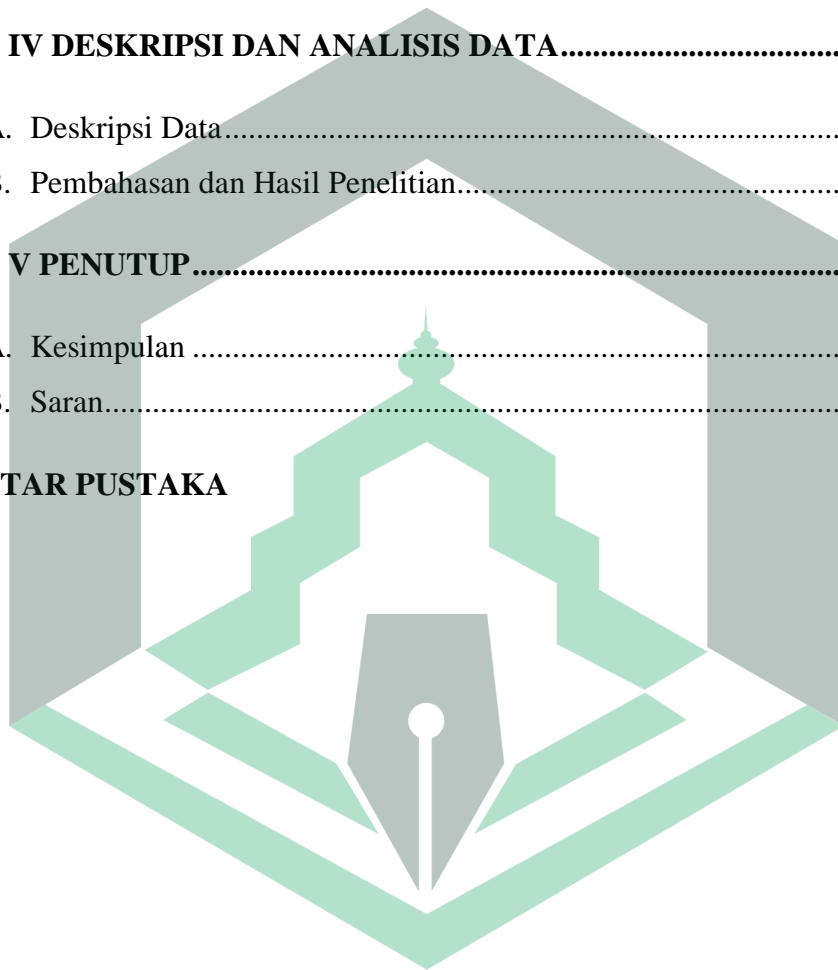 IV DESKRIPSI DAN ANALISIS DATA
. Deskripsi Data
. Pembahasan dan Hasil Penelitian
V PENUTUP
. Kesimpulan
. Saran
TAR PUSTAKA